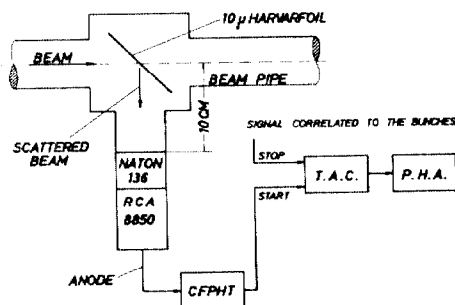 10 μ HARVARFOIL
BEAM
BEAM PIPE
SCATTERED
BEAM
10 CM
NATON
136
RCA
8850
ANODE
CFPHT
SIGNAL CORRELATED TO THE BUNCHES
STOP
START
T.A.C.
P.H.A.